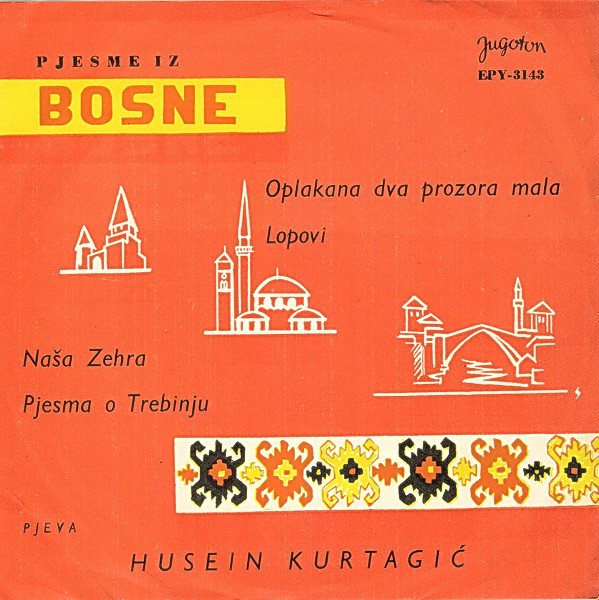 PJESME IZ
BOSNE
Jugoton
EPY-3143
Oplakana dva prozora mala
Lopovi
Naša Zehra
Pjesma o Trebinju
PJEVA
HUSEIN KURTAGIĆ